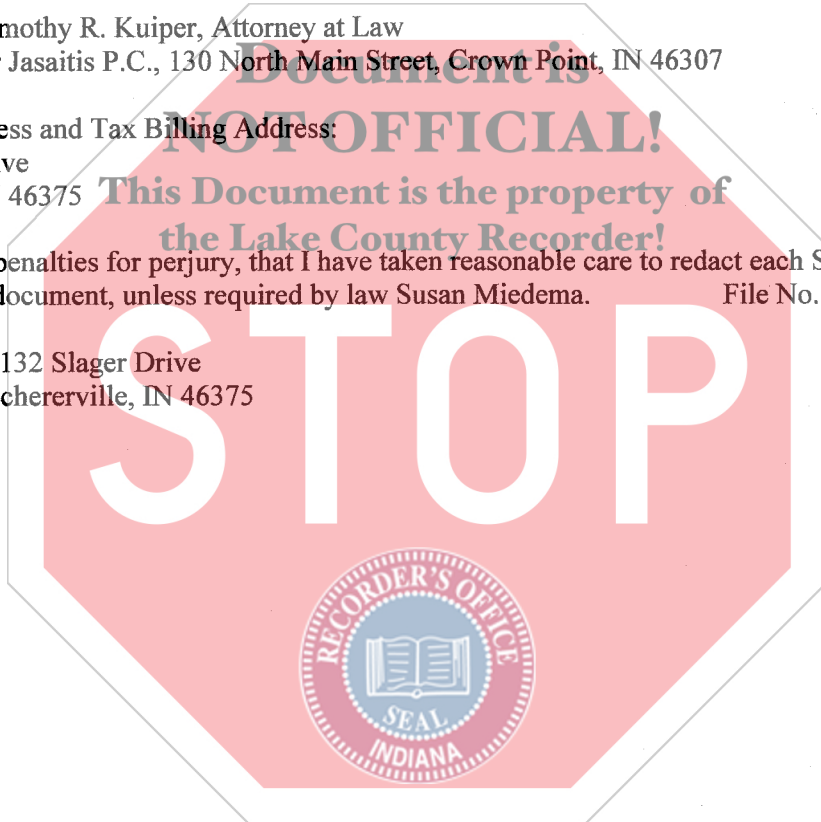 mothy R. Kuiper, Attorney at Law
Jasaitis P.C., 130 North Main Street, Crown Point, IN 46307
Document is
ess and Tax Billing Address:
NOT OFFICIAL!
ve
46375
This Document is the property of
the Lake County Recorder!
penalties for perjury, that I have taken reasonable care to redact each S
document, unless required by law Susan Miedema. File No.
132 Slager Drive
chererville, IN 46375
STOP
RECORDER'S OFFICE
SEAL
INDIANA